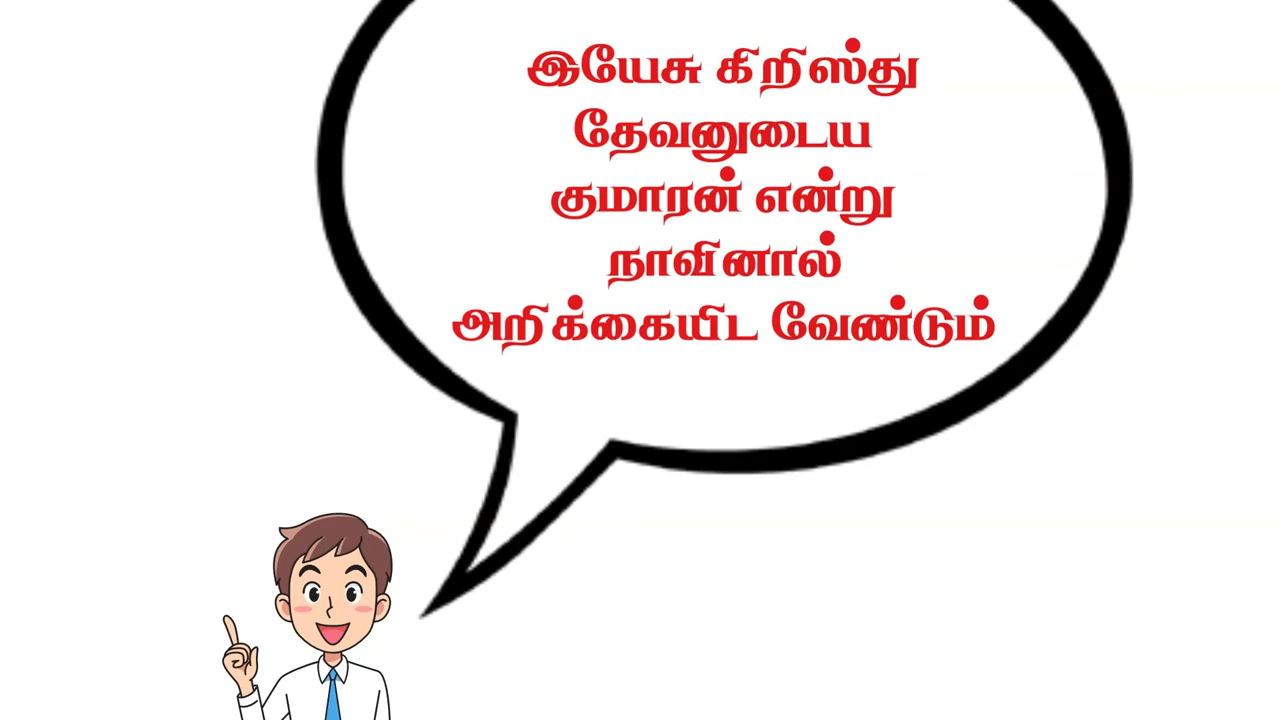 இயேசு கிறிஸ்து
தேவனுடைய
குமாரன் என்று
நாவினால்
அறிக்கையிட வேண்டும்